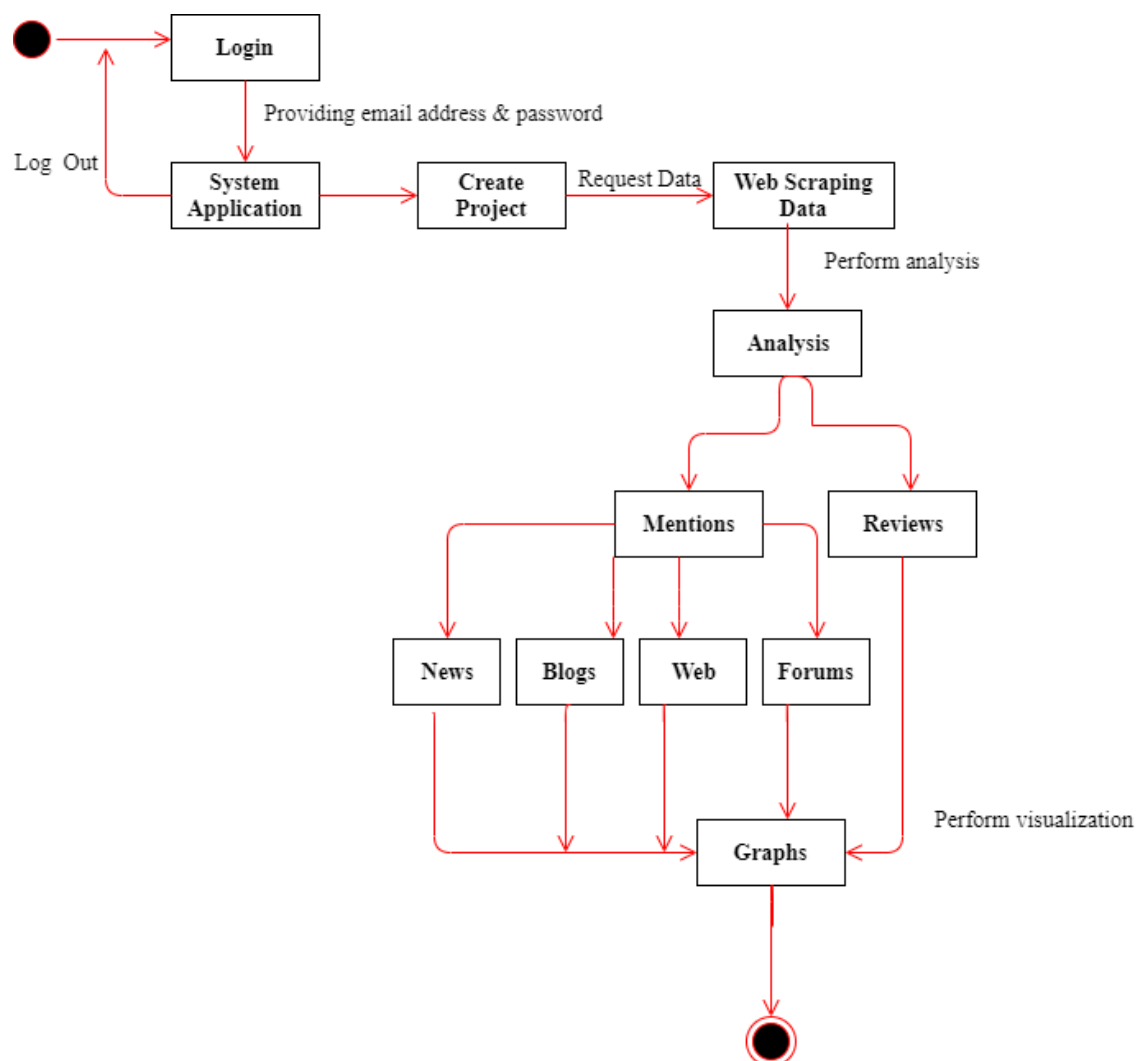 Login
Providing email address & password
Log Out
System
Application
Create
Project
Request Data
Web Scraping
Data
Perform analysis
Analysis
Mentions
Reviews
News
Blogs
Web
Forums
Perform visualization
Graphs